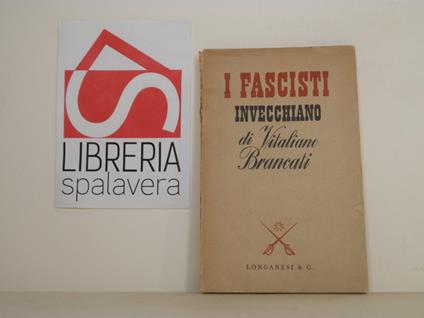 LIBRERIA
spalavera
I FASCISTI
INVECCHIANO
di Vitaliano
Brancati
LONGANESI & C.